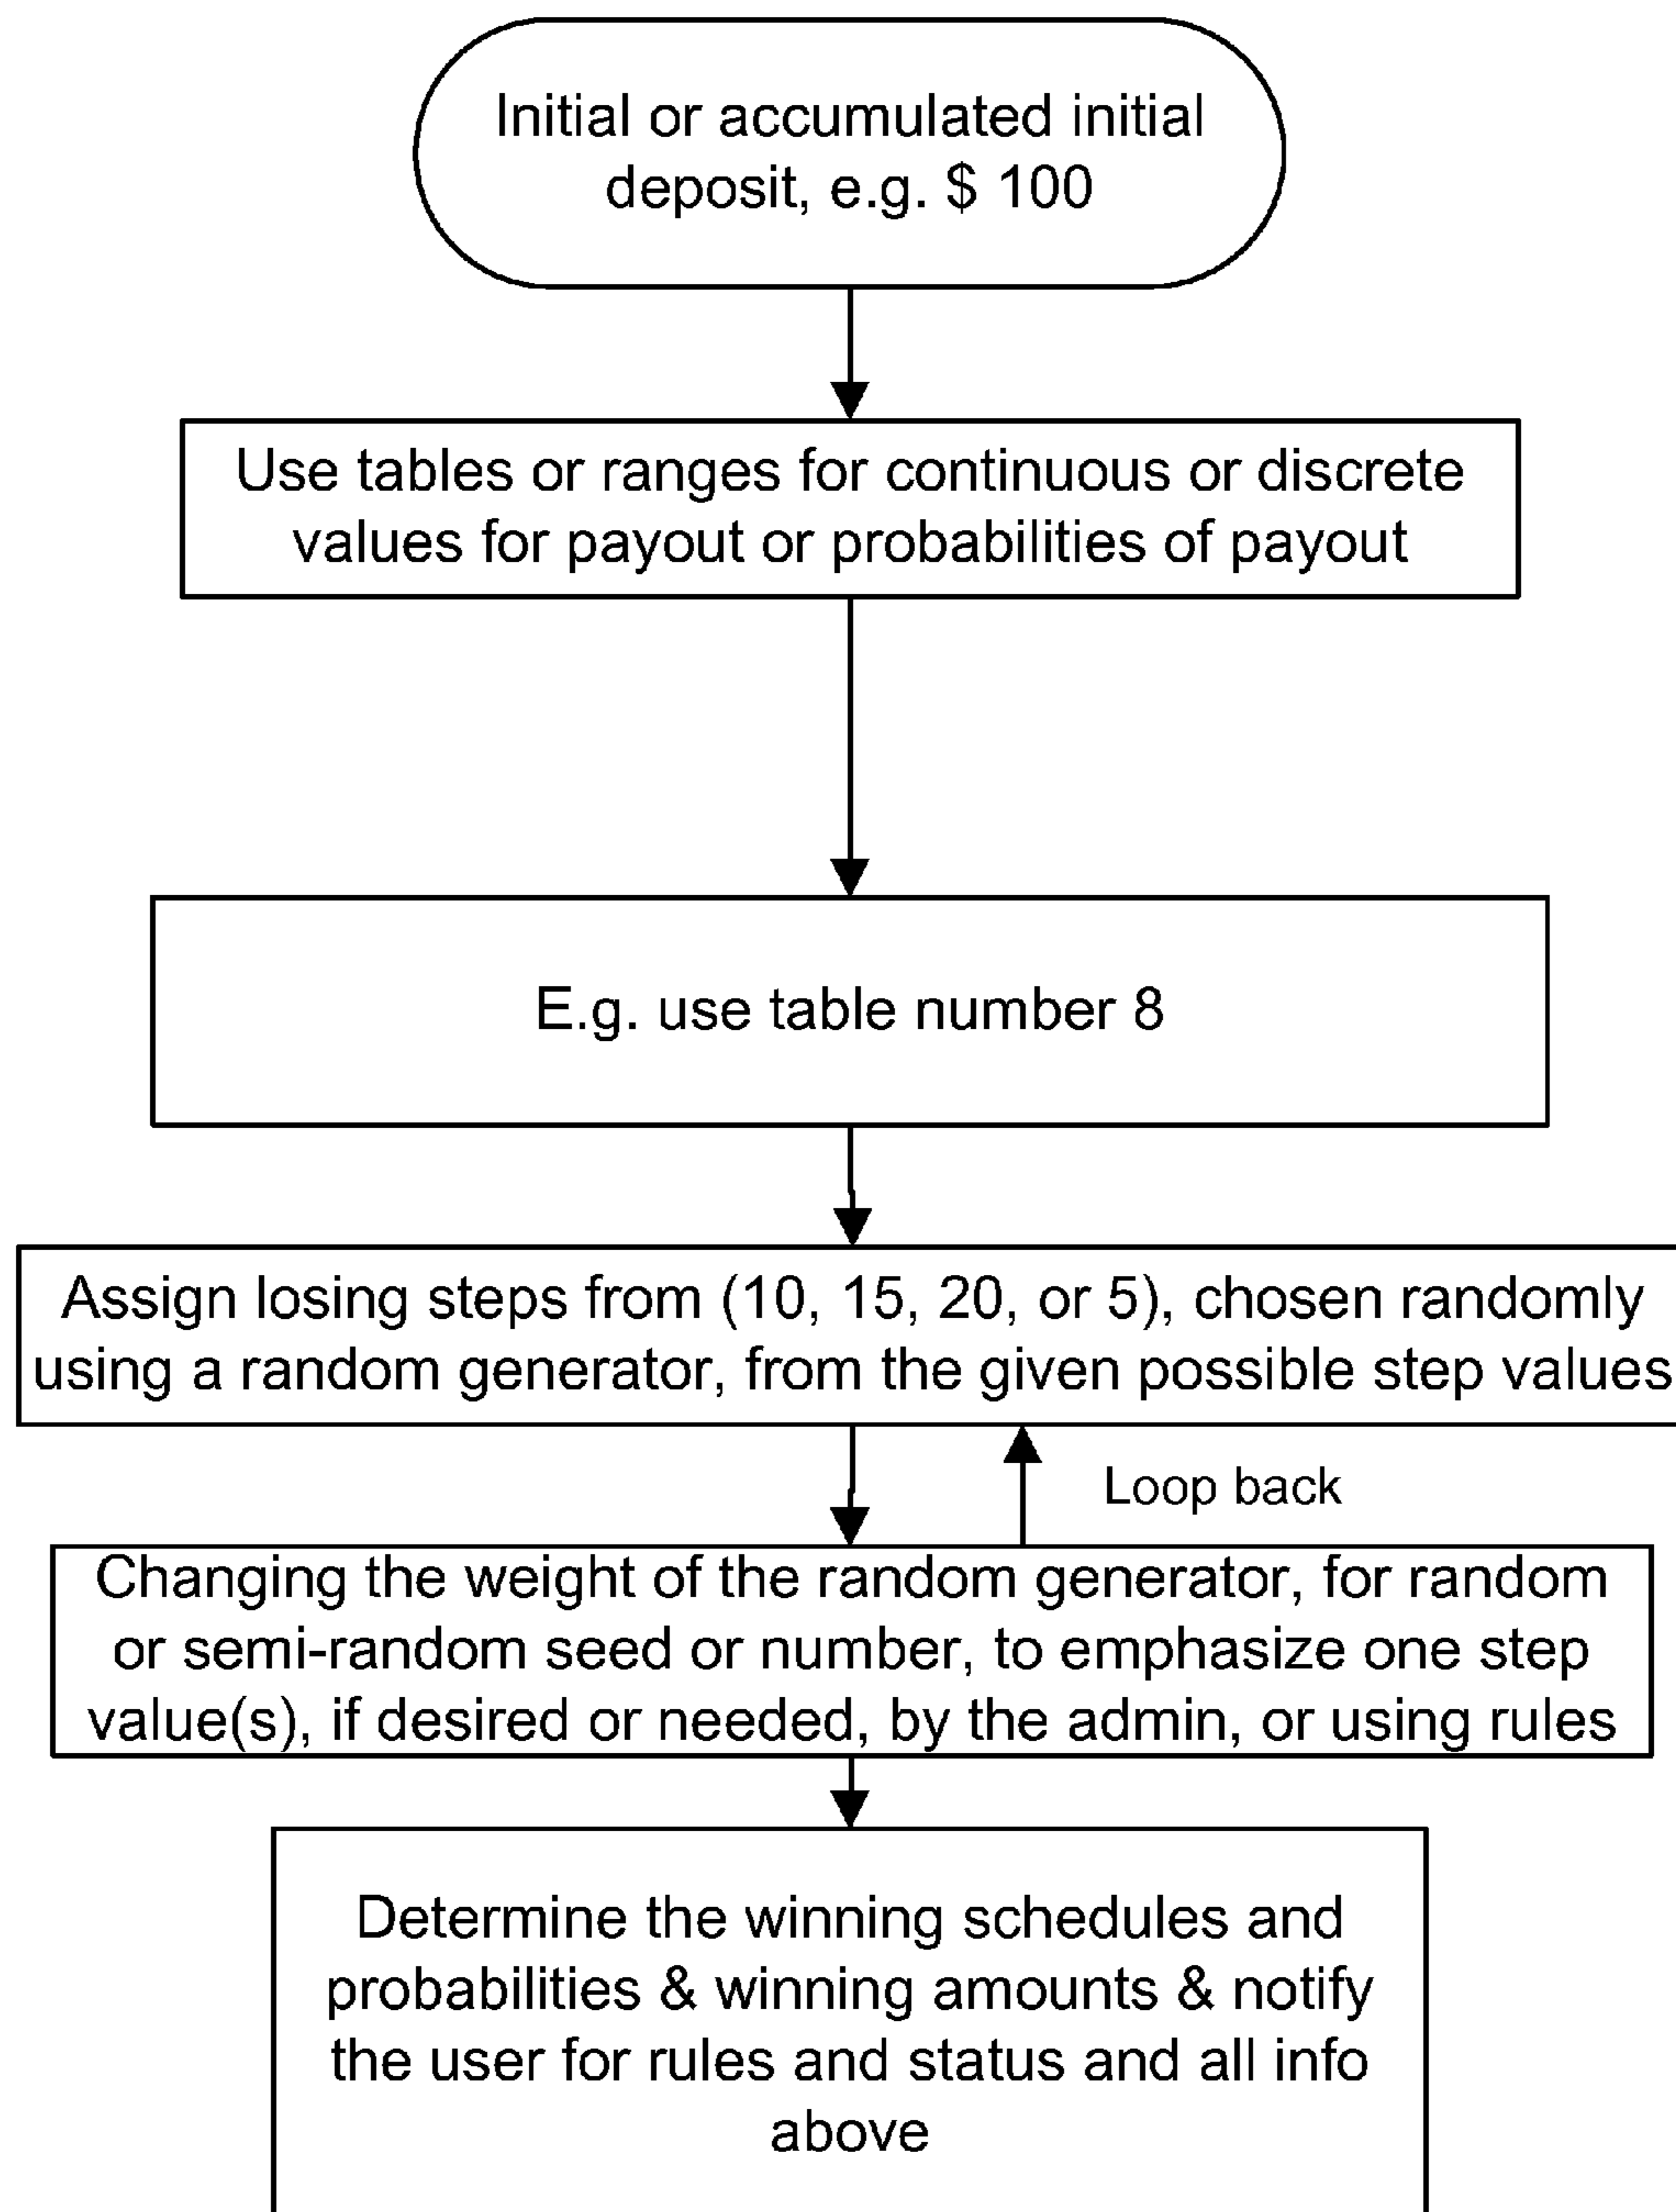 Initial or accumulated initial
deposit, e.g. $ 100
Use tables or ranges for continuous or discrete
values for payout or probabilities of payout
E.g. use table number 8
Assign losing steps from (10, 15, 20, or 5), chosen randomly
using a random generator, from the given possible step values
Loop back
Changing the weight of the random generator, for random
or semi-random seed or number, to emphasize one step
value(s), if desired or needed, by the admin, or using rules
Determine the winning schedules and
probabilities & winning amounts & notify
the user for rules and status and all info
above